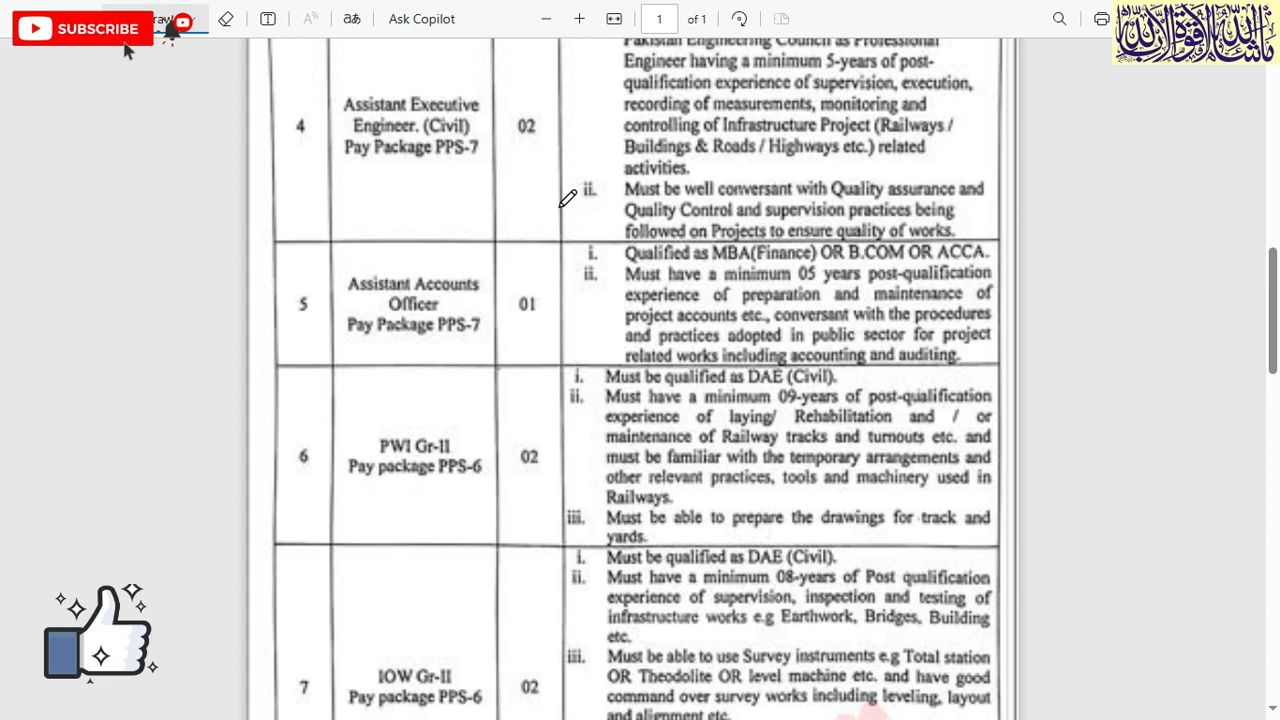 SUBSCRIBE
Ask Copilot
1 of 1
Pakistan Engineering Council as Professional
Engineer having a minimum 5-years of post-
qualification experience of supervision, execution,
recording of measurements, monitoring and
controlling of Infrastructure Project (Railways /
Buildings & Roads / Highways etc.) related
activities.
4
Assistant Executive
Engineer. (Civil)
Pay Package PPS-7
02
ii. Must be well conversant with Quality assurance and
Quality Control and supervision practices being
followed on Projects to ensure quality of works.
5
Assistant Accounts
Officer
Pay Package PPS-7
01
i. Qualified as MBA(Finance) OR B.COM OR ACCA.
ii. Must have a minimum 05 years post-qualification
experience of preparation and maintenance of
project accounts etc., conversant with the procedures
and practices adopted in public sector for project
related works including accounting and auditing.
6
PWI Gr-II
Pay package PPS-6
02
i. Must be qualified as DAE (Civil).
ii. Must have a minimum 09-years of post-qualification
experience of laying/ Rehabilitation and / or
maintenance of Railway tracks and turnouts etc. and
must be familiar with the temporary arrangements and
other relevant practices, tools and machinery used in
Railways.
iii. Must be able to prepare the drawings for track and
yards.
7
IOW Gr-II
Pay package PPS-6
02
i. Must be qualified as DAE (Civil).
ii. Must have a minimum 08-years of Post qualification
experience of supervision, inspection and testing of
infrastructure works e.g Earthwork, Bridges, Building
etc.
iii. Must be able to use Survey instruments e.g Total station
OR Theodolite OR level machine etc. and have good
command over survey works including leveling, layout
and alignment etc.